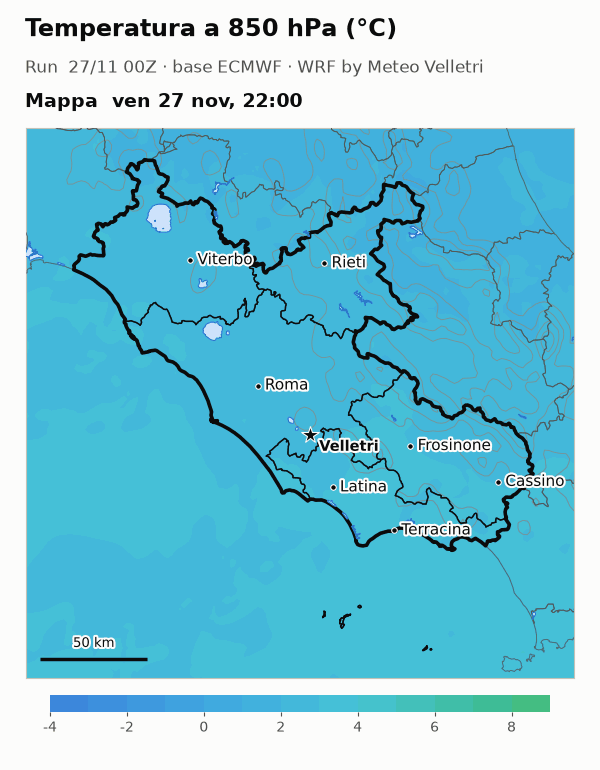 Temperatura a 850 hPa (°C)
Run  27/11 00Z · base ECMWF · WRF by Meteo Velletri
Mappa  ven 27 nov, 22:00
Viterbo
Rieti
Roma
Velletri
Frosinone
Cassino
Latina
Terracina
50 km
-4 -2 0 2 4 6 8